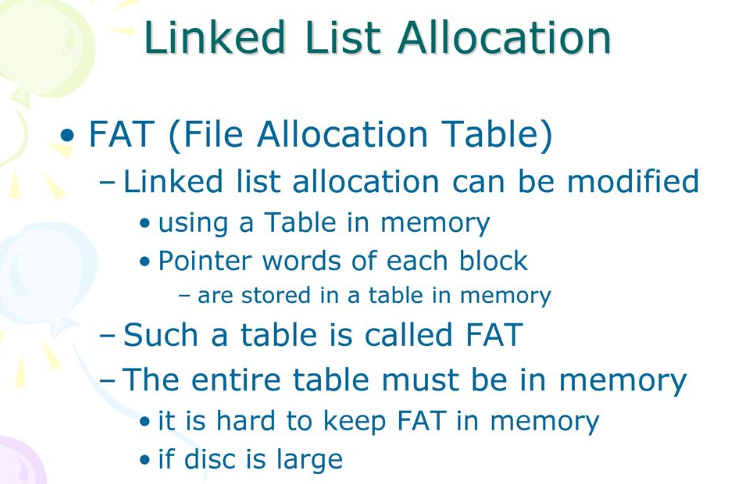 Linked List Allocation
• FAT (File Allocation Table)
– Linked list allocation can be modified
• using a Table in memory
• Pointer words of each block
– are stored in a table in memory
– Such a table is called FAT
– The entire table must be in memory
• it is hard to keep FAT in memory
• if disc is large